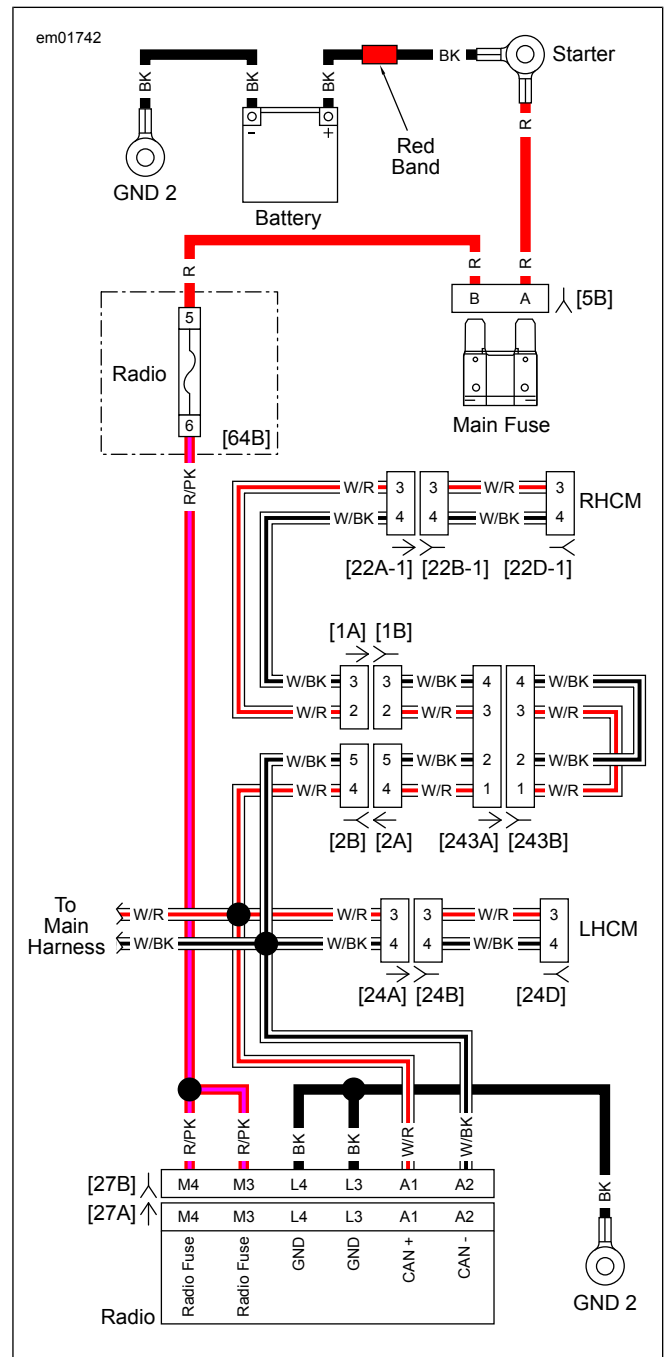 em01742
BK
BK
BK
R
Starter
GND 2
- +
Battery
Red
Band
R
R
B A
[5B]
Main Fuse
5
Radio
6
[64B]
R/PK
W/R 3 3 W/R 3
W/BK 4 4 W/BK 4
RHCM
[22A-1] [22B-1] [22D-1]
[1A] [1B]
W/BK 3 3 W/BK 4 4 W/BK
W/R 2 2 W/R 3 3 W/R
W/BK 5 5 W/BK 2 2 W/BK
W/R 4 4 W/R 1 1 W/R
[2B] [2A] [243A] [243B]
To
Main
Harness
W/R W/R 3 3 W/R 3
W/BK W/BK 4 4 W/BK 4
LHCM
[24A] [24B] [24D]
R/PK R/PK BK BK W/R W/BK BK
[27B] M4 M3 L4 L3 A1 A2
[27A] M4 M3 L4 L3 A1 A2
Radio Fuse Radio Fuse GND GND CAN + CAN -
Radio
GND 2